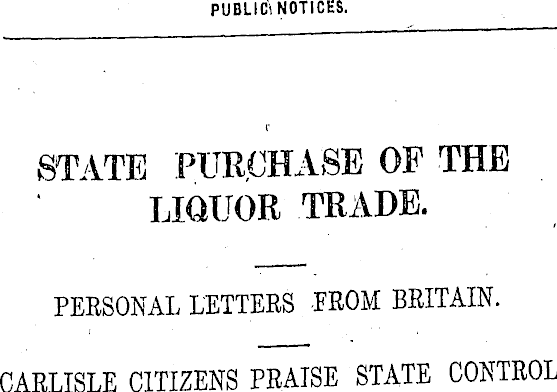 PUBLIC NOTICES.
STATE PURCHASE OF THE
LIQUOR TRADE.
PERSONAL LETTERS FROM BRITAIN.
CARLISLE CITIZENS PRAISE STATE CONTROL